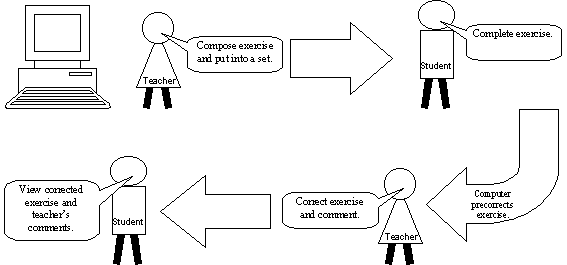 Compose exercise
and put into a set.
Teacher
Complete exercise.
Student
Computer
precorrects
exercise.
Correct exercise
and comment.
Teacher
View corrected
exercise and
teacher's
comments.
Student